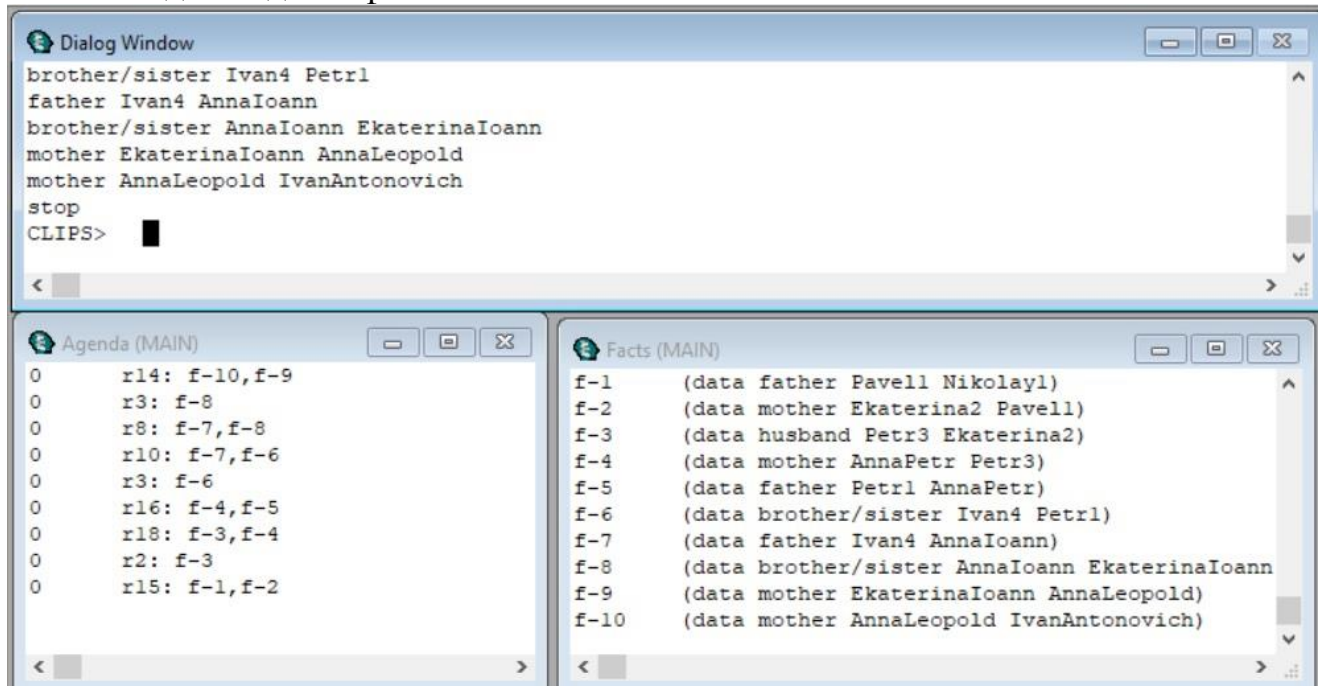 Dialog Window
brother/sister Ivan4 Petr1
father Ivan4 AnnaIoann
brother/sister AnnaIoann EkaterinaIoann
mother EkaterinaIoann AnnaLeopold
mother AnnaLeopold IvanAntonovich
stop
CLIPS>
Agenda (MAIN)
0 r14: f-10,f-9
0 r3: f-8
0 r8: f-7,f-8
0 r10: f-7,f-6
0 r3: f-6
0 r16: f-4,f-5
0 r18: f-3,f-4
0 r2: f-3
0 r15: f-1,f-2
Facts (MAIN)
f-1 (data father Pavel1 Nikolay1)
f-2 (data mother Ekaterina2 Pavel1)
f-3 (data husband Petr3 Ekaterina2)
f-4 (data mother AnnaPetr Petr3)
f-5 (data father Petr1 AnnaPetr)
f-6 (data brother/sister Ivan4 Petr1)
f-7 (data father Ivan4 AnnaIoann)
f-8 (data brother/sister AnnaIoann EkaterinaIoann
f-9 (data mother EkaterinaIoann AnnaLeopold)
f-10 (data mother AnnaLeopold IvanAntonovich)